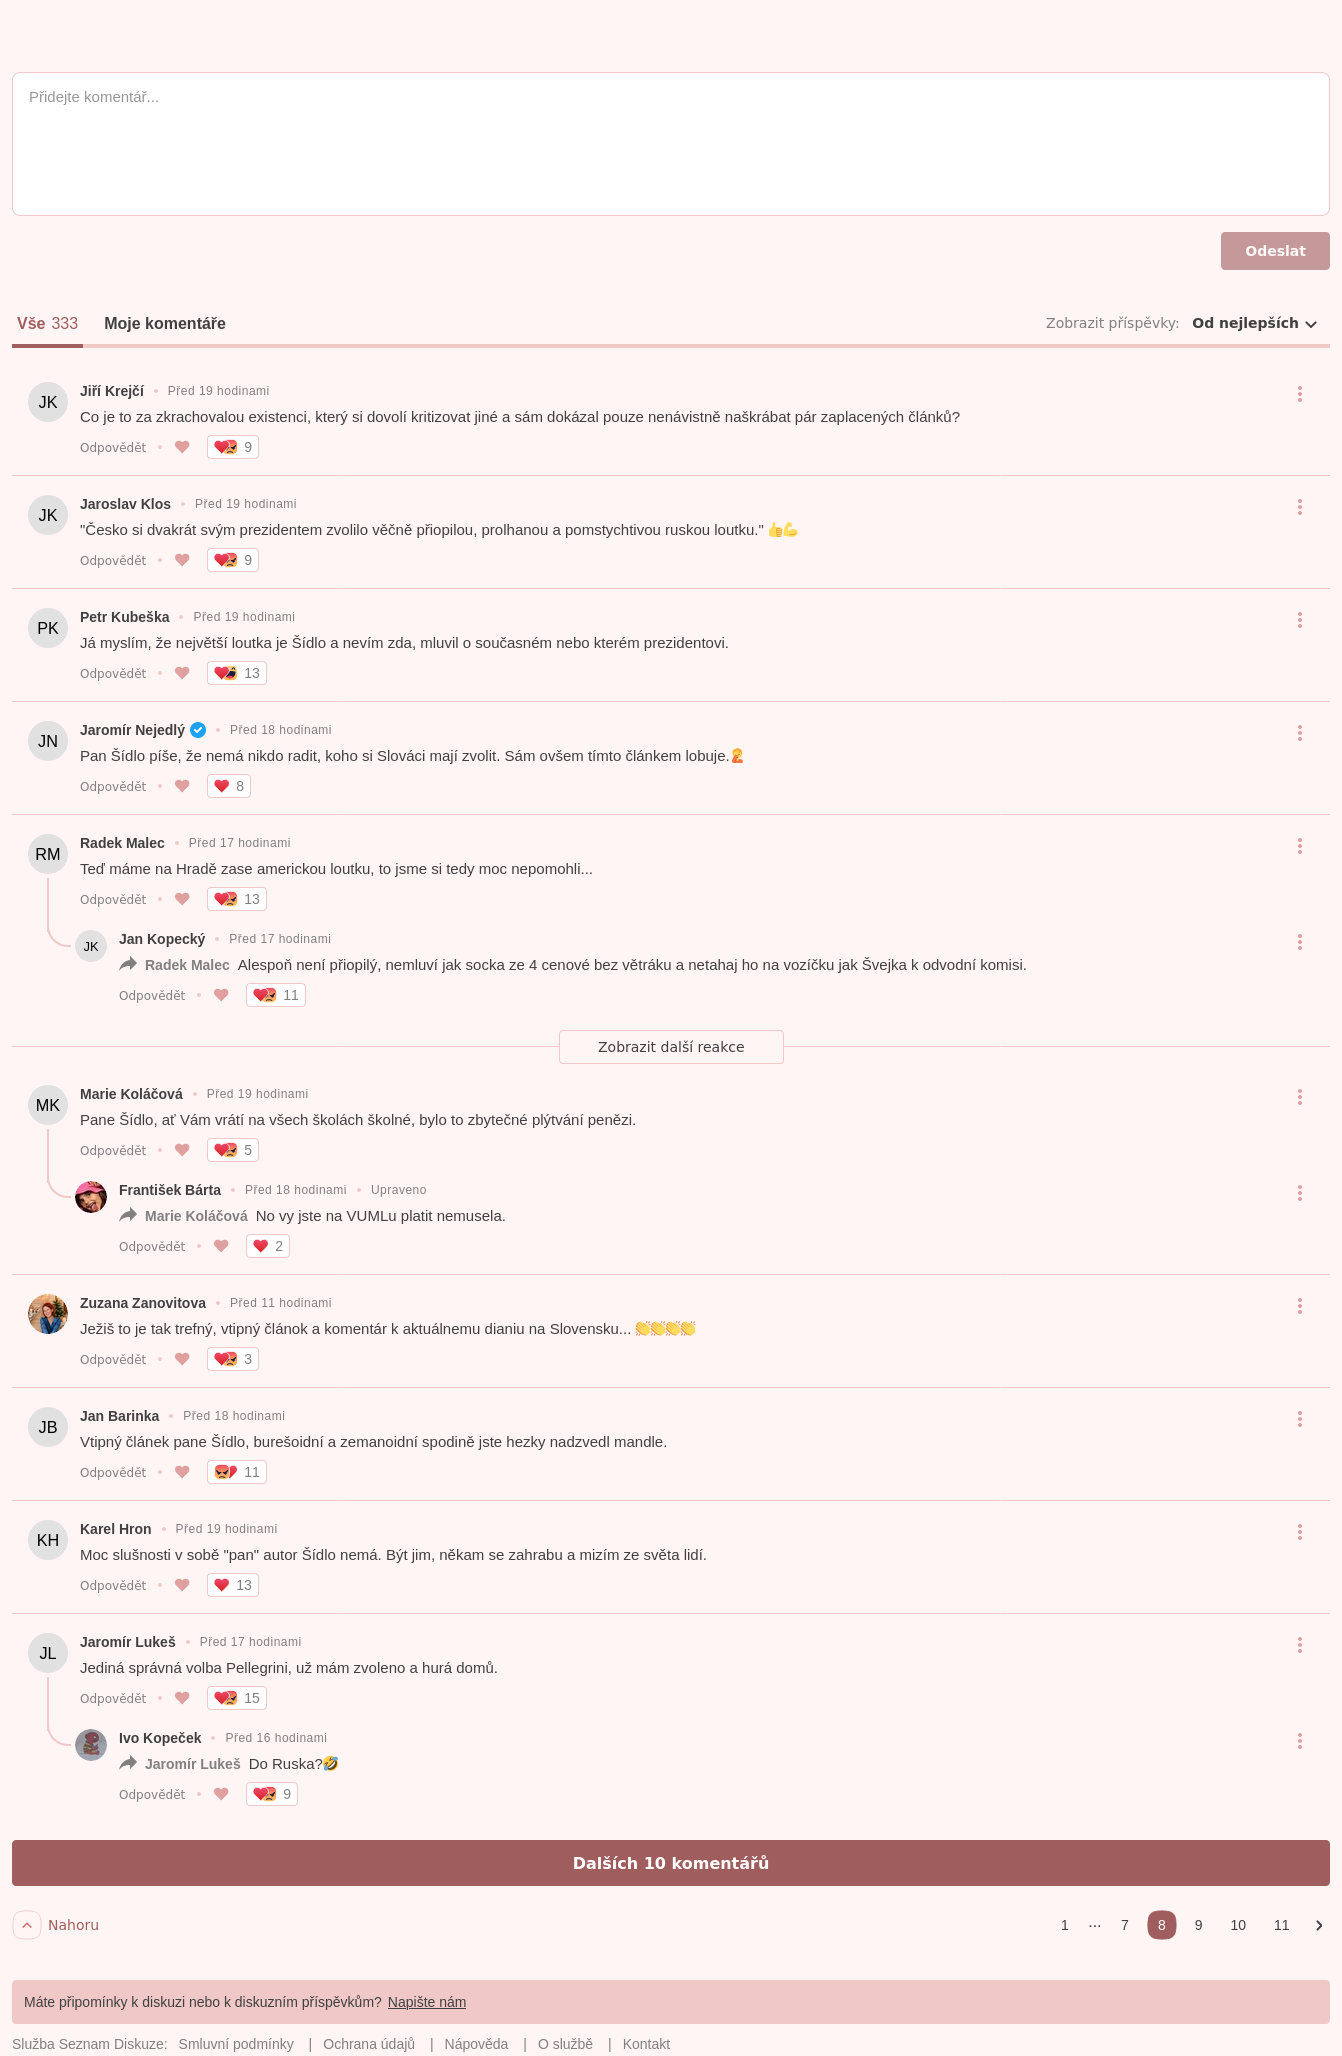 Přidejte komentář...
Odeslat
Vše 333 Moje komentáře Zobrazit příspěvky: Od nejlepších
JK Jiří Krejčí • Před 19 hodinami
Co je to za zkrachovalou existenci, který si dovolí kritizovat jiné a sám dokázal pouze nenávistně naškrábat pár zaplacených článků?
Odpovědět • 9
JK Jaroslav Klos • Před 19 hodinami
"Česko si dvakrát svým prezidentem zvolilo věčně přiopilou, prolhanou a pomstychtivou ruskou loutku." 👍💪
Odpovědět • 9
PK Petr Kubeška • Před 19 hodinami
Já myslím, že největší loutka je Šídlo a nevím zda, mluvil o současném nebo kterém prezidentovi.
Odpovědět • 13
JN Jaromír Nejedlý • Před 18 hodinami
Pan Šídlo píše, že nemá nikdo radit, koho si Slováci mají zvolit. Sám ovšem tímto článkem lobuje.🤦
Odpovědět • 8
RM Radek Malec • Před 17 hodinami
Teď máme na Hradě zase americkou loutku, to jsme si tedy moc nepomohli...
Odpovědět • 13
JK Jan Kopecký • Před 17 hodinami
Radek Malec Alespoň není přiopilý, nemluví jak socka ze 4 cenové bez větráku a netahaj ho na vozíčku jak Švejka k odvodní komisi.
Odpovědět • 11
Zobrazit další reakce
MK Marie Koláčová • Před 19 hodinami
Pane Šídlo, ať Vám vrátí na všech školách školné, bylo to zbytečné plýtvání penězi.
Odpovědět • 5
František Bárta • Před 18 hodinami • Upraveno
Marie Koláčová No vy jste na VUMLu platit nemusela.
Odpovědět • 2
Zuzana Zanovitova • Před 11 hodinami
Ježiš to je tak trefný, vtipný článok a komentár k aktuálnemu dianiu na Slovensku... 👏👏👏👏
Odpovědět • 3
JB Jan Barinka • Před 18 hodinami
Vtipný článek pane Šídlo, burešoidní a zemanoidní spodině jste hezky nadzvedl mandle.
Odpovědět • 11
KH Karel Hron • Před 19 hodinami
Moc slušnosti v sobě "pan" autor Šídlo nemá. Být jim, někam se zahrabu a mizím ze světa lidí.
Odpovědět • 13
JL Jaromír Lukeš • Před 17 hodinami
Jediná správná volba Pellegrini, už mám zvoleno a hurá domů.
Odpovědět • 15
Ivo Kopeček • Před 16 hodinami
Jaromír Lukeš Do Ruska?🤣
Odpovědět • 9
Dalších 10 komentářů
Nahoru 1 ... 7 8 9 10 11
Máte připomínky k diskuzi nebo k diskuzním příspěvkům? Napište nám
Služba Seznam Diskuze: Smluvní podmínky | Ochrana údajů | Nápověda | O službě | Kontakt